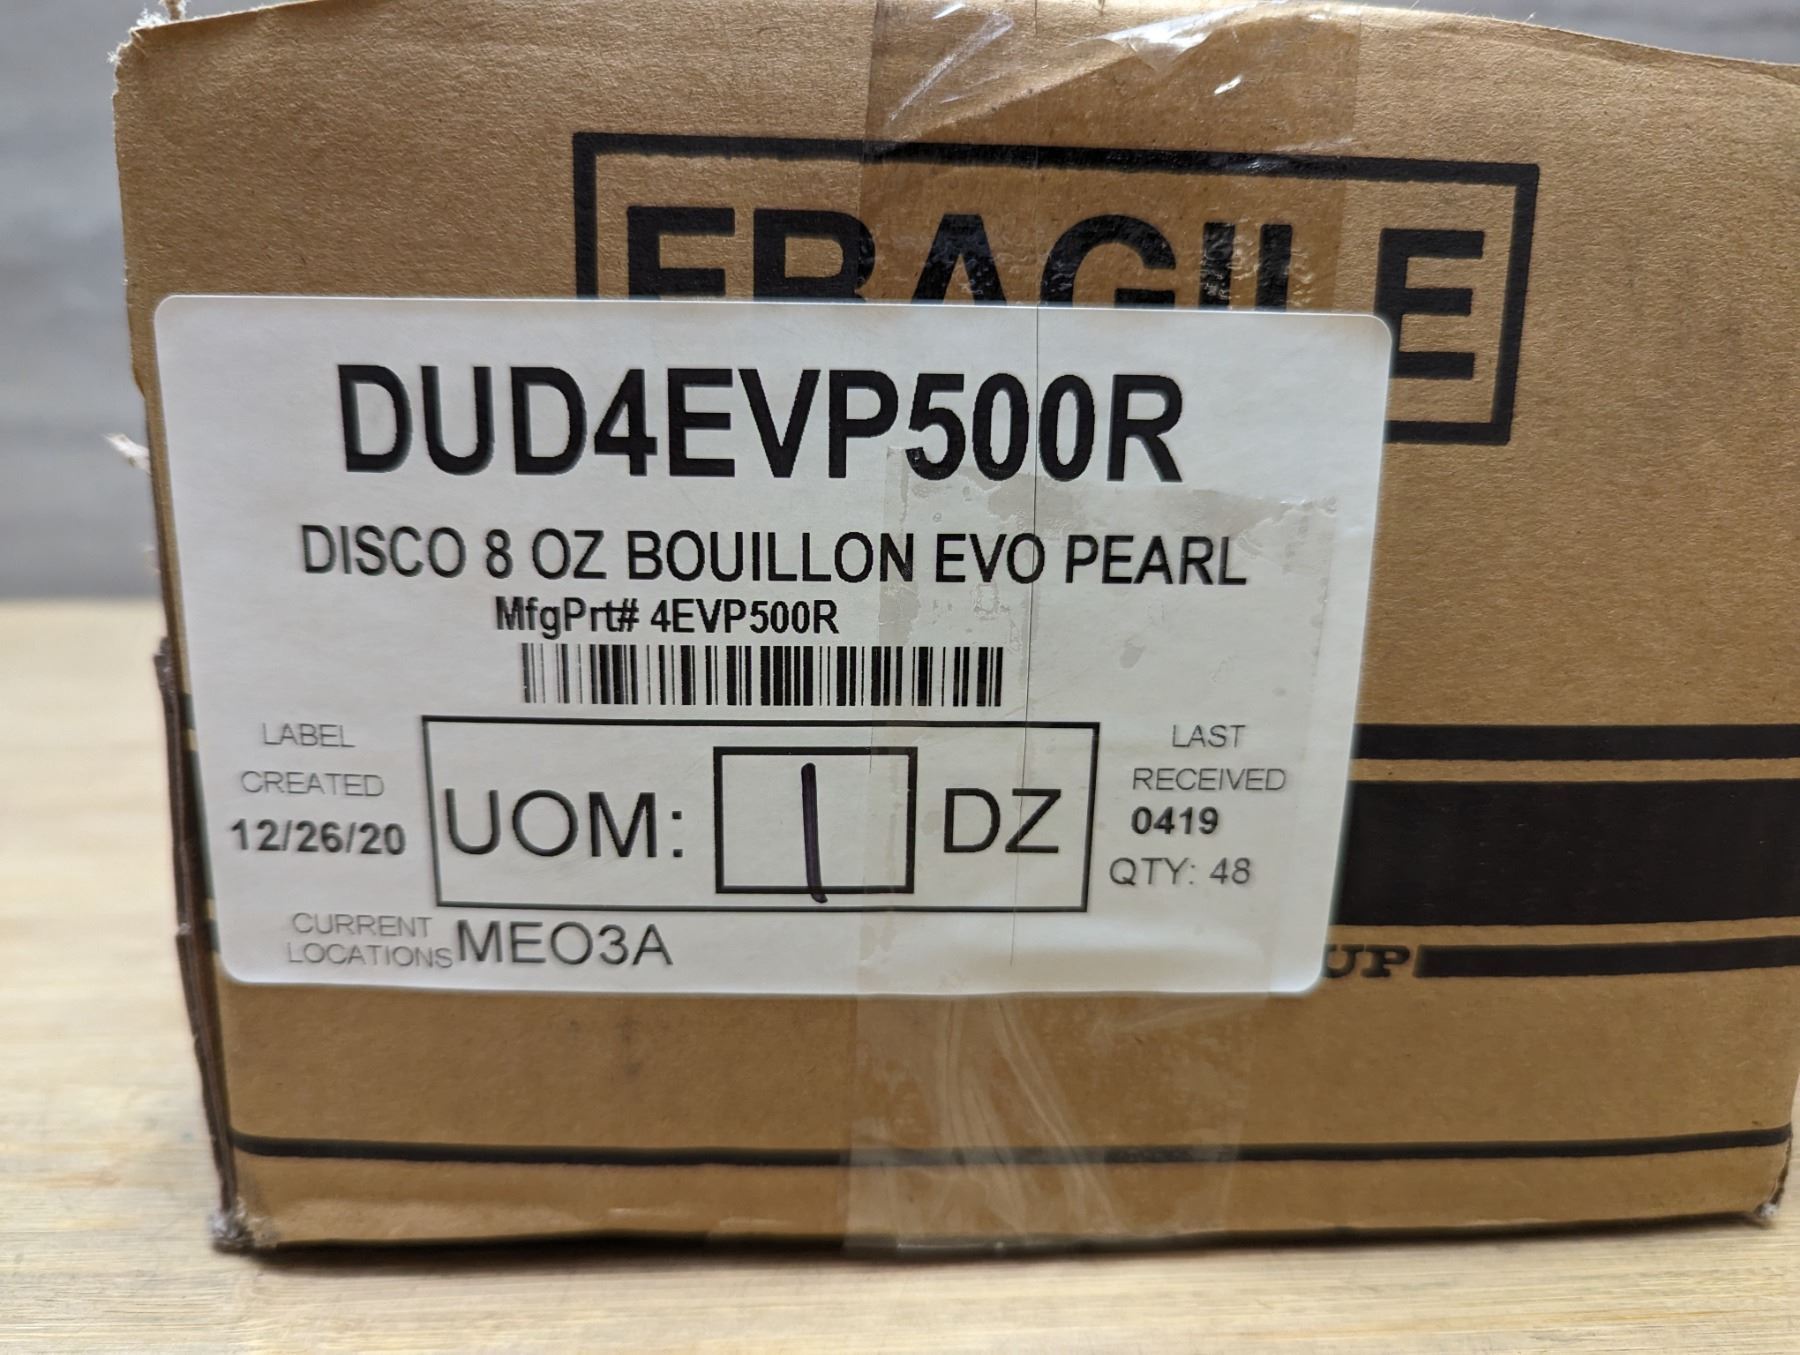 FRAGILE
DUD4EVP500R
DISCO 8 OZ BOUILLON EVO PEARL
MfgPrt# 4EVP500R
LABEL
CREATED
12/26/20
UOM: 1 DZ
LAST
RECEIVED
0419
QTY: 48
CURRENT
LOCATIONS MEO3A
UP